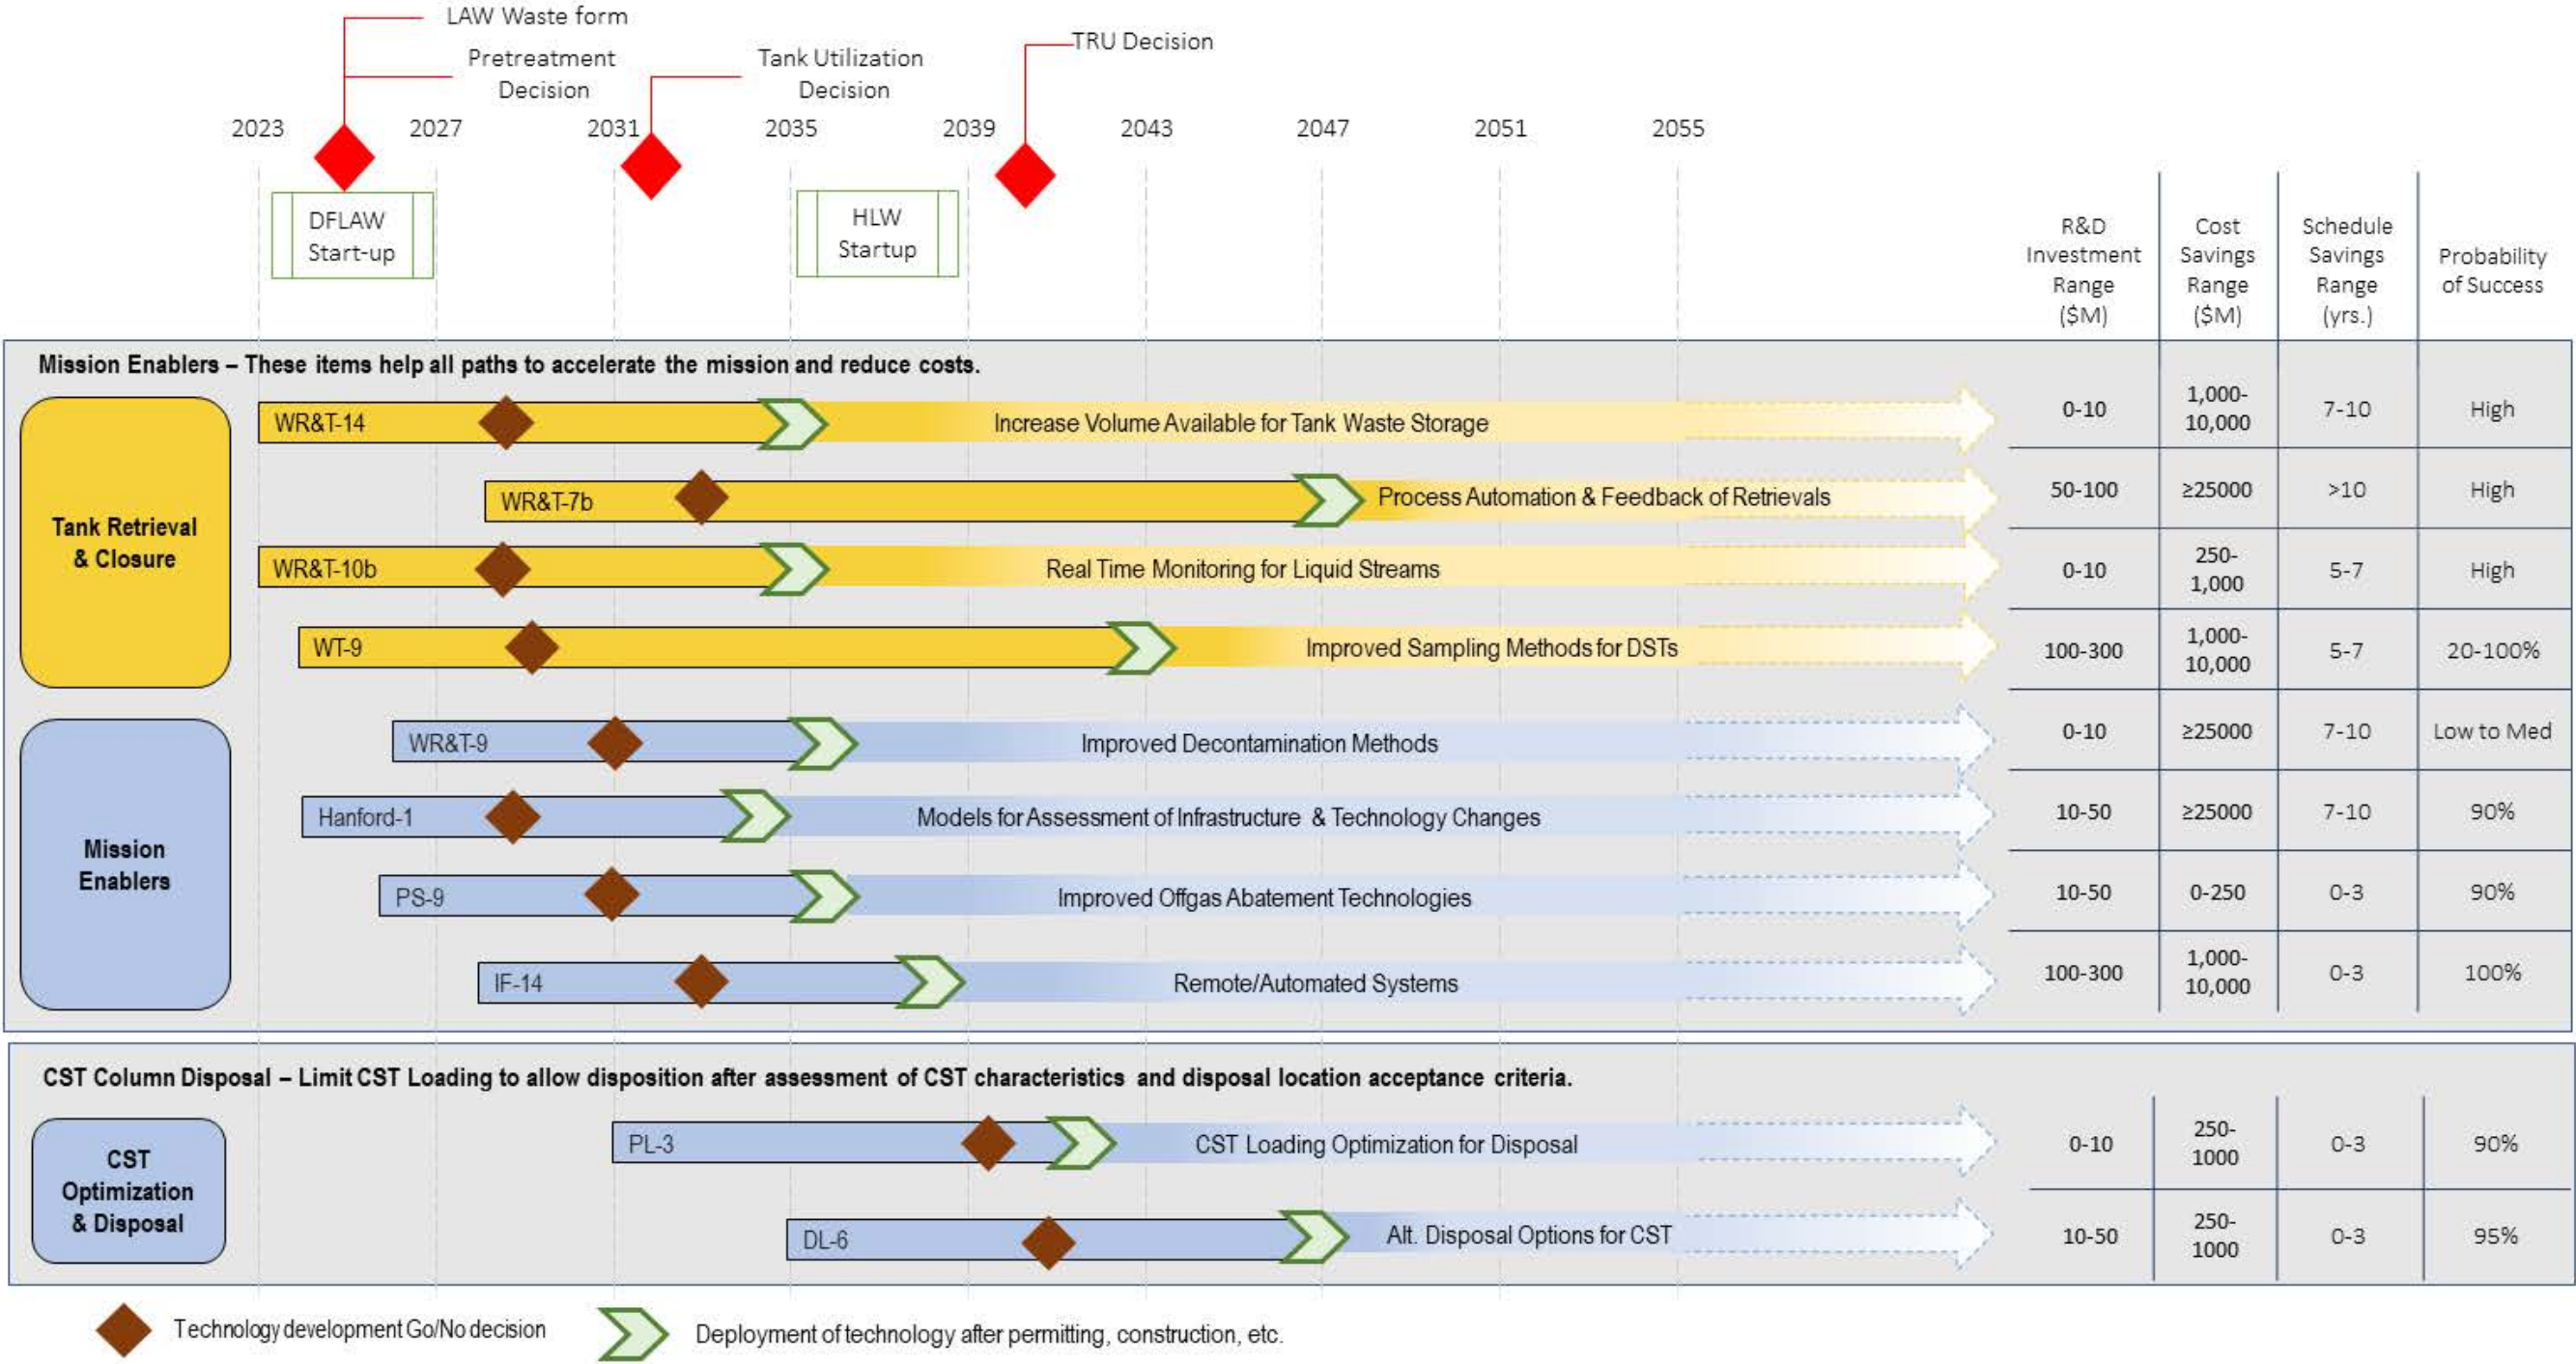 LAW Waste form
Pretreatment
Decision
Tank Utilization
Decision
TRU Decision
2023
2027
2031
2035
2039
2043
2047
2051
2055
DFLAW
Start-up
HLW
Startup
R&D
Investment
Range
($M)
Cost
Savings
Range
($M)
Schedule
Savings
Range
(yrs.)
Probability
of Success
Mission Enablers – These items help all paths to accelerate the mission and reduce costs.
Tank Retrieval
& Closure
WR&T-14
Increase Volume Available for Tank Waste Storage
0-10
1,000-
10,000
7-10
High
WR&T-7b
Process Automation & Feedback of Retrievals
50-100
≥25000
>10
High
WR&T-10b
Real Time Monitoring for Liquid Streams
0-10
250-
1,000
5-7
High
WT-9
Improved Sampling Methods for DSTs
100-300
1,000-
10,000
5-7
20-100%
Mission
Enablers
WR&T-9
Improved Decontamination Methods
0-10
≥25000
7-10
Low to Med
Hanford-1
Models for Assessment of Infrastructure & Technology Changes
10-50
≥25000
7-10
90%
PS-9
Improved Offgas Abatement Technologies
10-50
0-250
0-3
90%
IF-14
Remote/Automated Systems
100-300
1,000-
10,000
0-3
100%
CST Column Disposal – Limit CST Loading to allow disposition after assessment of CST characteristics and disposal location acceptance criteria.
CST
Optimization
& Disposal
PL-3
CST Loading Optimization for Disposal
0-10
250-
1000
0-3
90%
DL-6
Alt. Disposal Options for CST
10-50
250-
1000
0-3
95%
Technology development Go/No decision
Deployment of technology after permitting, construction, etc.